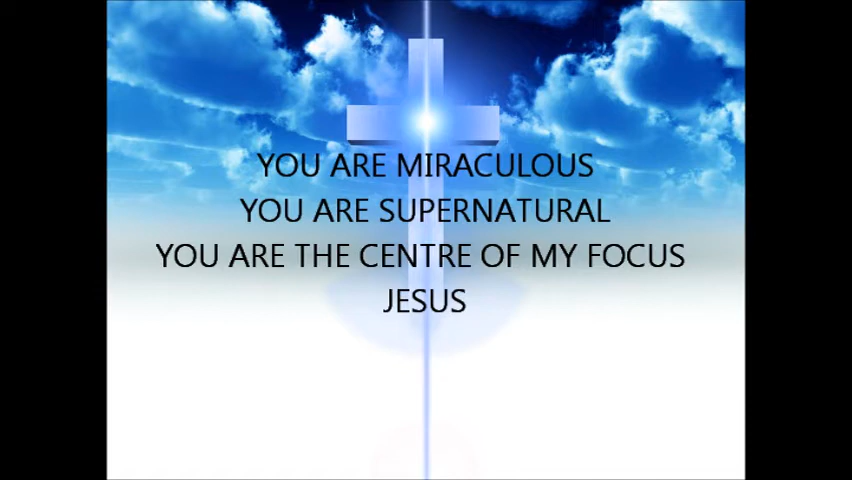 YOU ARE MIRACULOUS
YOU ARE SUPERNATURAL
YOU ARE THE CENTRE OF MY FOCUS
JESUS